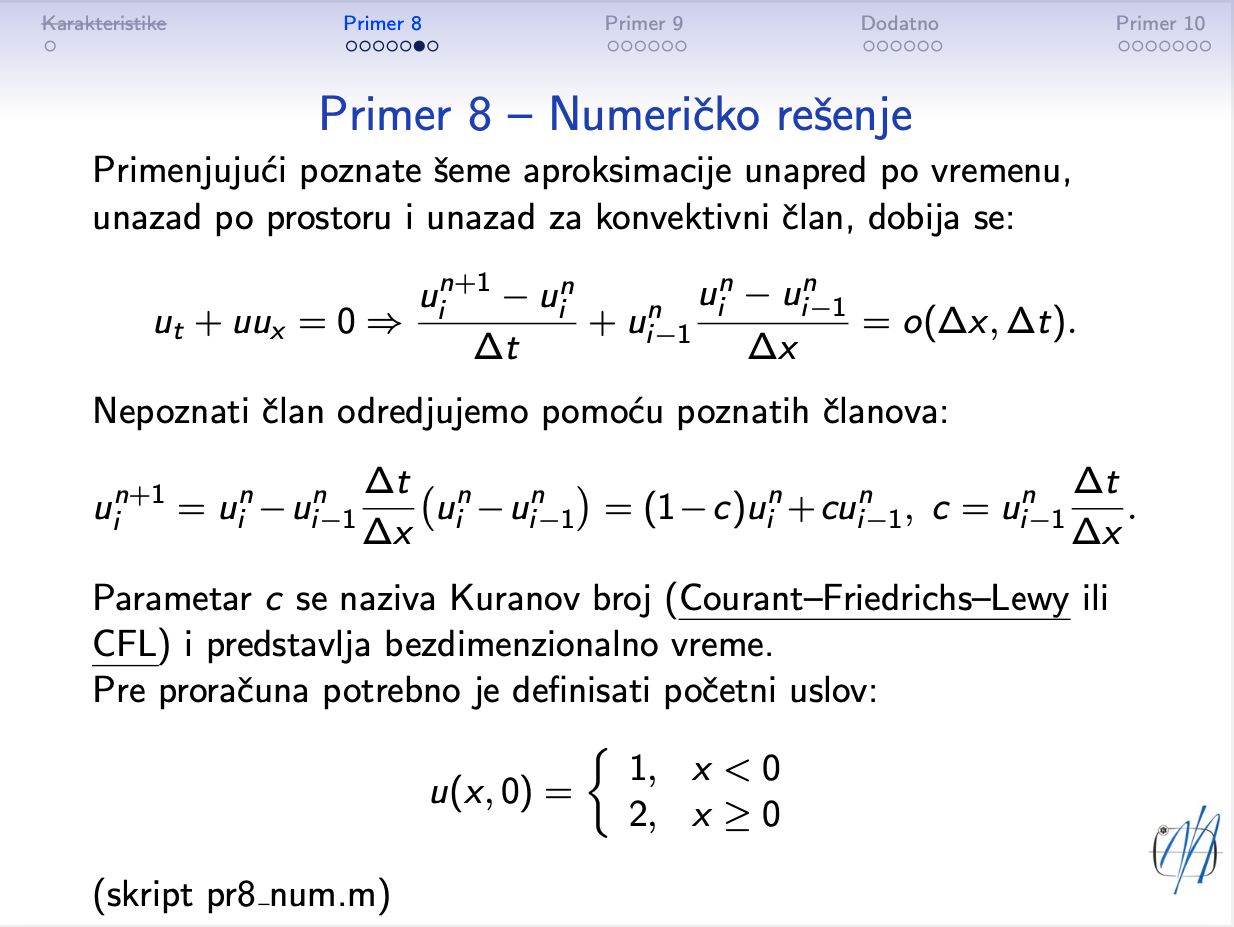 Karakteristike Primer 8 Primer 9 Dodatno Primer 10
Primer 8 – Numeričko rešenje
Primenjujući poznate šeme aproksimacije unapred po vremenu,
unazad po prostoru i unazad za konvektivni član, dobija se:
$u_t + uu_x = 0 \Rightarrow \frac{u_i^{n+1} - u_i^n}{\Delta t} + u_{i-1}^n \frac{u_i^n - u_{i-1}^n}{\Delta x} = o(\Delta x, \Delta t).$
Nepoznati član odredjujemo pomoću poznatih članova:
$u_i^{n+1} = u_i^n - u_{i-1}^n \frac{\Delta t}{\Delta x} (u_i^n - u_{i-1}^n) = (1 - c)u_i^n + cu_{i-1}^n, \ c = u_{i-1}^n \frac{\Delta t}{\Delta x}.$
Parametar c se naziva Kuranov broj (Courant–Friedrichs–Lewy ili
CFL) i predstavlja bezdimenzionalno vreme.
Pre proračuna potrebno je definisati početni uslov:
$u(x, 0) = \begin{cases} 1, & x < 0 \\ 2, & x \geq 0 \end{cases}$
(skript pr8_num.m)